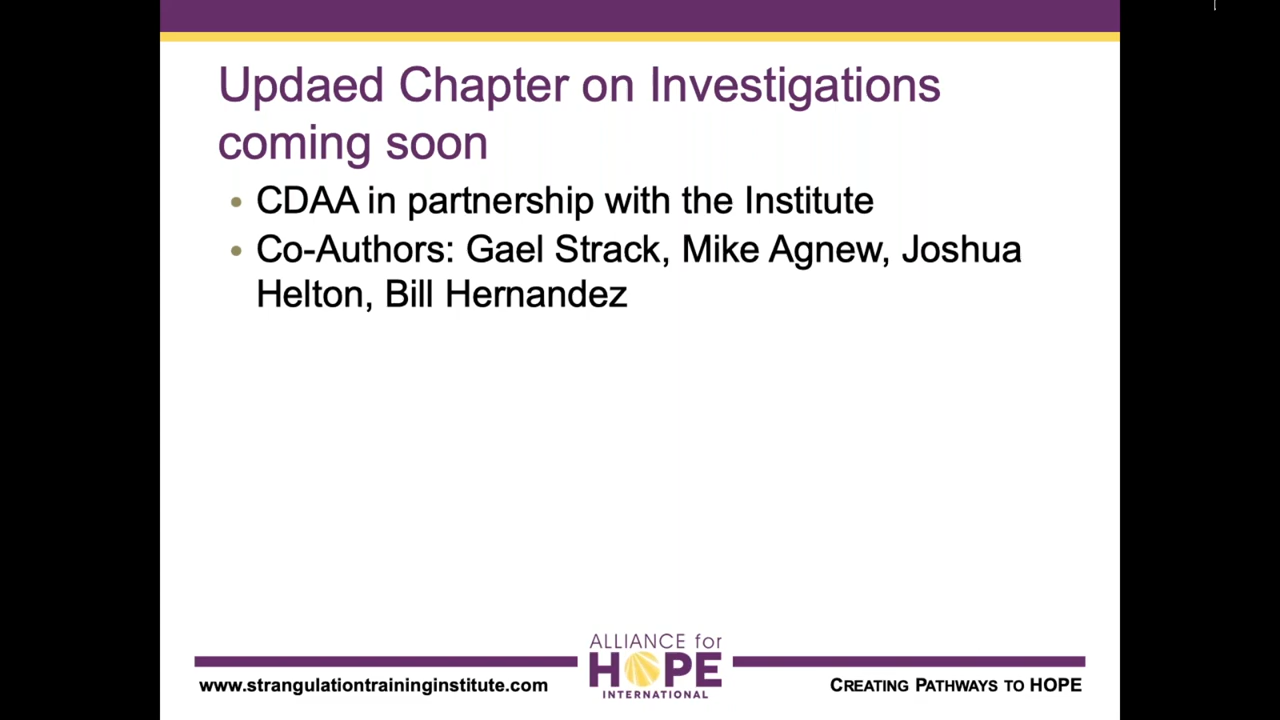 Updaed Chapter on Investigations
coming soon
• CDAA in partnership with the Institute
• Co-Authors: Gael Strack, Mike Agnew, Joshua
Helton, Bill Hernandez
ALLIANCE for
HOPE
INTERNATIONAL
www.strangulationtraininginstitute.com
CREATING PATHWAYS TO HOPE